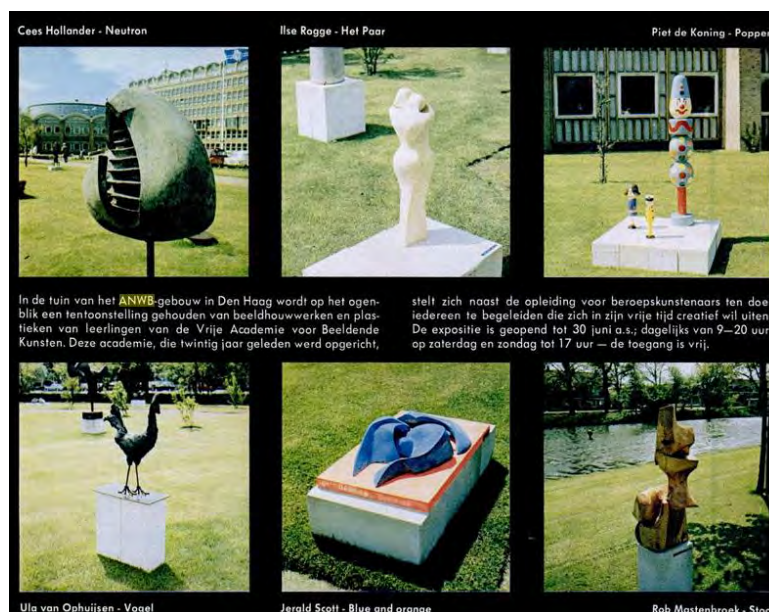 Cees Hollander - Neutron
Ilse Rogge - Het Paar
Piet de Koning - Poppen
In de tuin van het ANWB-gebouw in Den Haag wordt op het ogen-
blik een tentoonstelling gehouden van beeldhouwwerken en plas-
tieken van leerlingen van de Vrije Academie voor Beeldende
Kunsten. Deze academie, die twintig jaar geleden werd opgericht,
stelt zich naast de opleiding voor beroepskunstenaars ten doel
iedereen te begeleiden die zich in zijn vrije tijd creatief wil uiten.
De expositie is geopend tot 30 juni a.s.; dagelijks van 9—20 uur
op zaterdag en zondag tot 17 uur — de toegang is vrij.
Ula van Ophuijsen - Vogel
Jerald Scott - Blue and orange
Rob Mastenbroek -